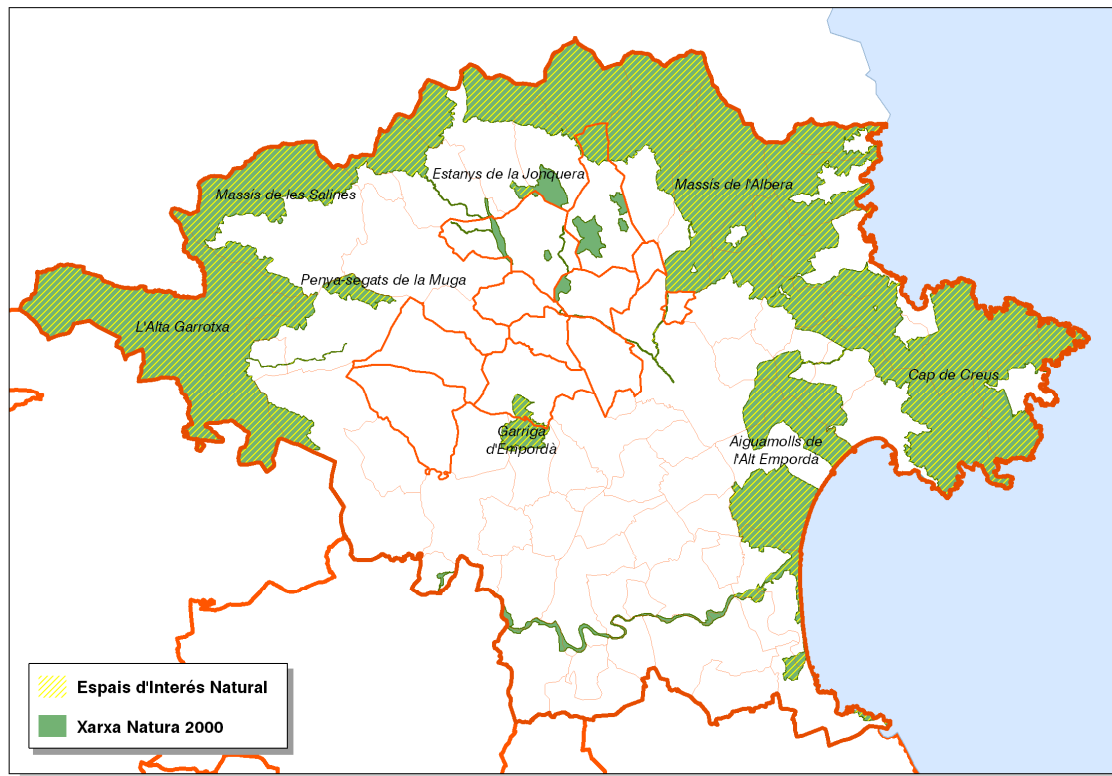 Estanys de la Jonquera
Massís de les Salines
Massís de l'Albera
Penya-segats de la Muga
L'Alta Garrotxa
Cap de Creus
Garriga
d'Empordà
Aiguamolls de
l'Alt Empordà
Espais d'Interés Natural
Xarxa Natura 2000